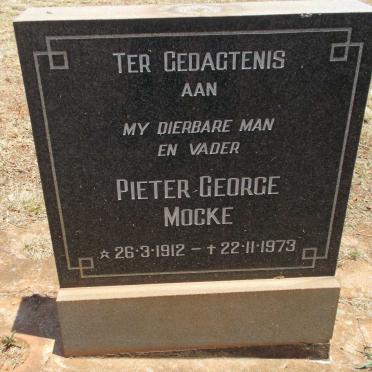 TER GEDAGTENIS
AAN
MY DIERBARE MAN
EN VADER
PIETER GEORGE
MOCKE
☆ 26·3·1912 - ✝ 22·11·1973